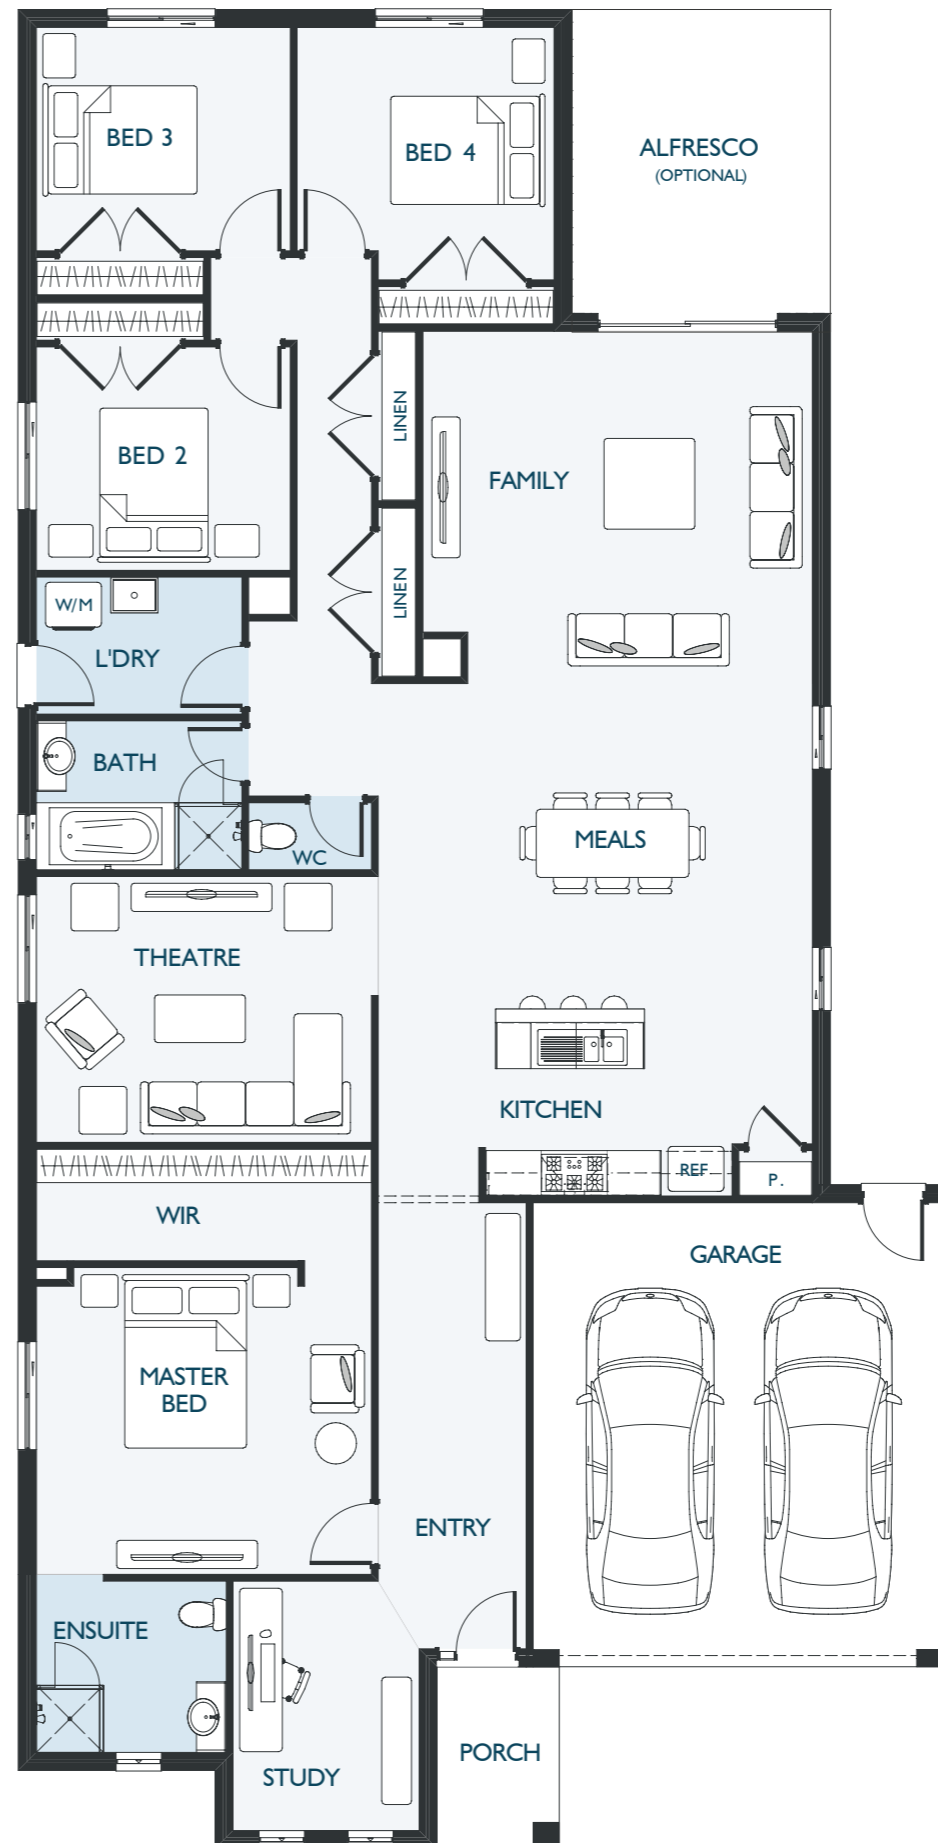 BED 3
BED 4
ALFRESCO
(OPTIONAL)
LINEN
BED 2
FAMILY
LINEN
W/M
L'DRY
BATH
MEALS
WC
THEATRE
KITCHEN
REF
P.
WIR
GARAGE
MASTER
BED
ENTRY
ENSUITE
PORCH
STUDY